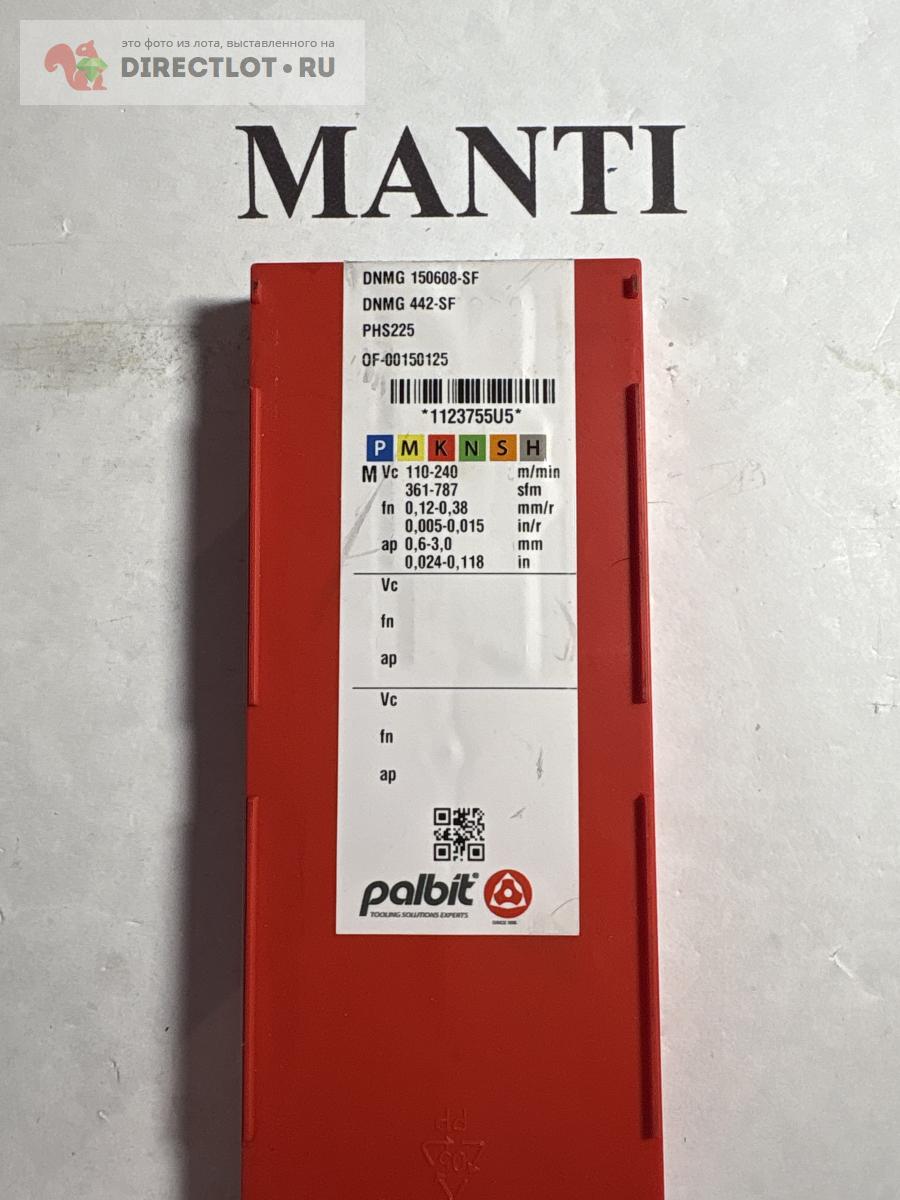 это фото из лота, выставленного на
DIRECTLOT.RU
MANTI
DNMG 150608-SF
DNMG 442-SF
PHS225
OF-00150125
*1123755U5*
P M K N S H
M Vc 110-240 m/min
361-787 sfm
fn 0,12-0,38 mm/r
0,005-0,015 in/r
ap 0,6-3,0 mm
0,024-0,118 in
Vc
fn
ap
Vc
fn
ap
palbit®
TOOLING SOLUTIONS EXPERTS
PP
05